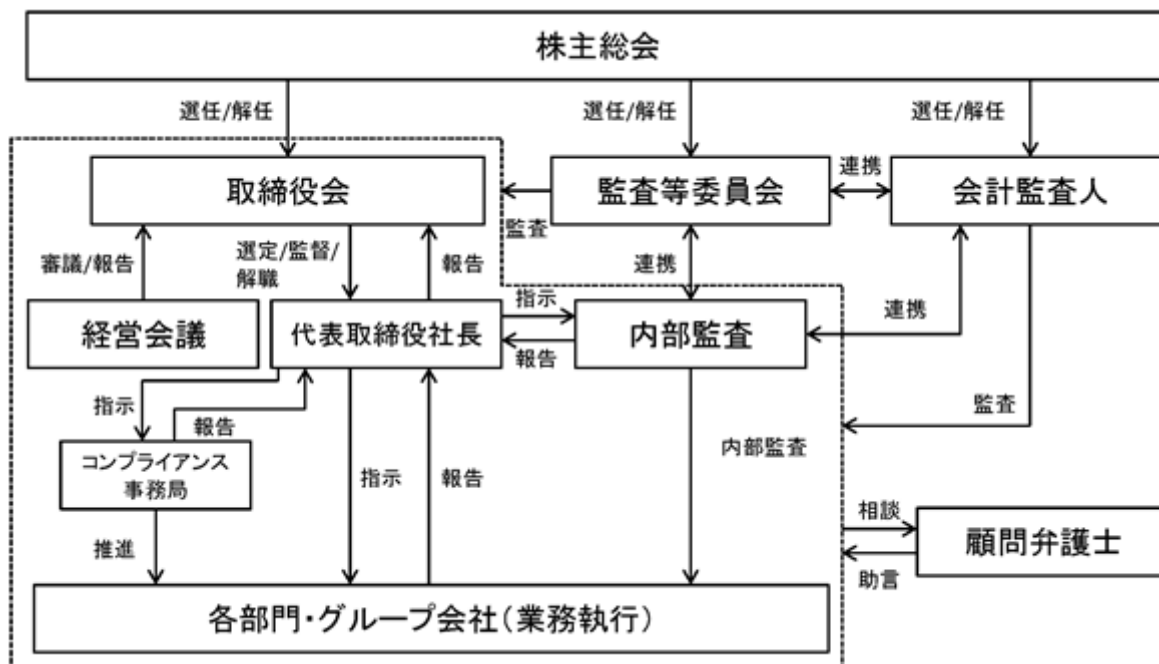 株主総会
選任/解任
選任/解任
選任/解任
取締役会
監査等委員会
連携
会計監査人
監査
審議/報告
選定/監督/
解職
報告
連携
経営会議
代表取締役社長
指示
報告
内部監査
連携
指示
報告
監査
コンプライアンス
事務局
指示
報告
内部監査
推進
相談
顧問弁護士
助言
各部門・グループ会社(業務執行)